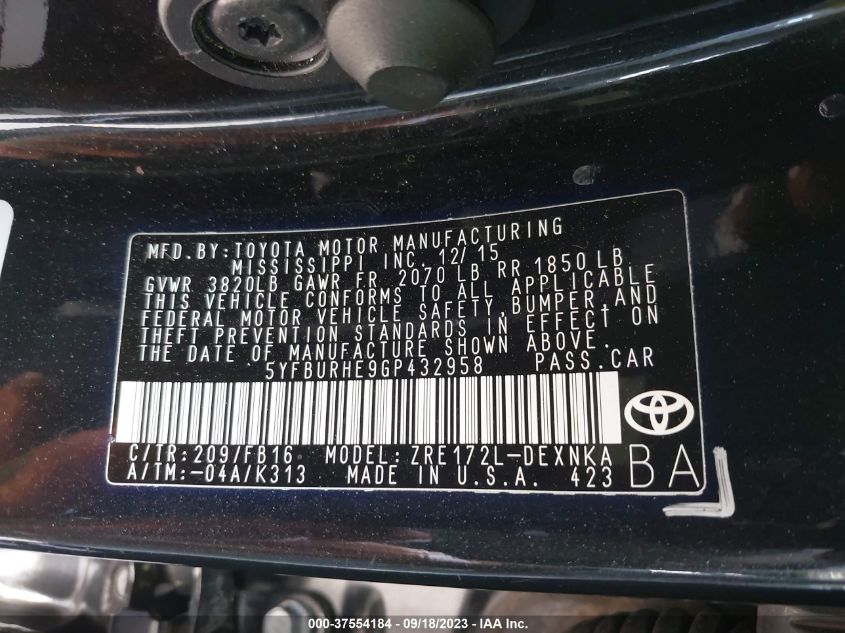 MFD. BY: TOYOTA MOTOR MANUFACTURING
MISSISSIPPI INC. 12/15
GVWR 3820LB GAWR FR 2070 LB RR 1850 LB
THIS VEHICLE CONFORMS TO ALL APPLICABLE
FEDERAL MOTOR VEHICLE SAFETY, BUMPER, AND
THEFT PREVENTION STANDARDS IN EFFECT ON
THE DATE OF MANUFACTURE SHOWN ABOVE.
5YFBURHE9GP432958 PASS. CAR
C/TR: 209/FB16 MODEL: ZRE172L-DEXNKA
A/TM: -04A/K313 MADE IN U.S.A. 423
BA
000-37554184 - 09/18/2023 - IAA Inc.